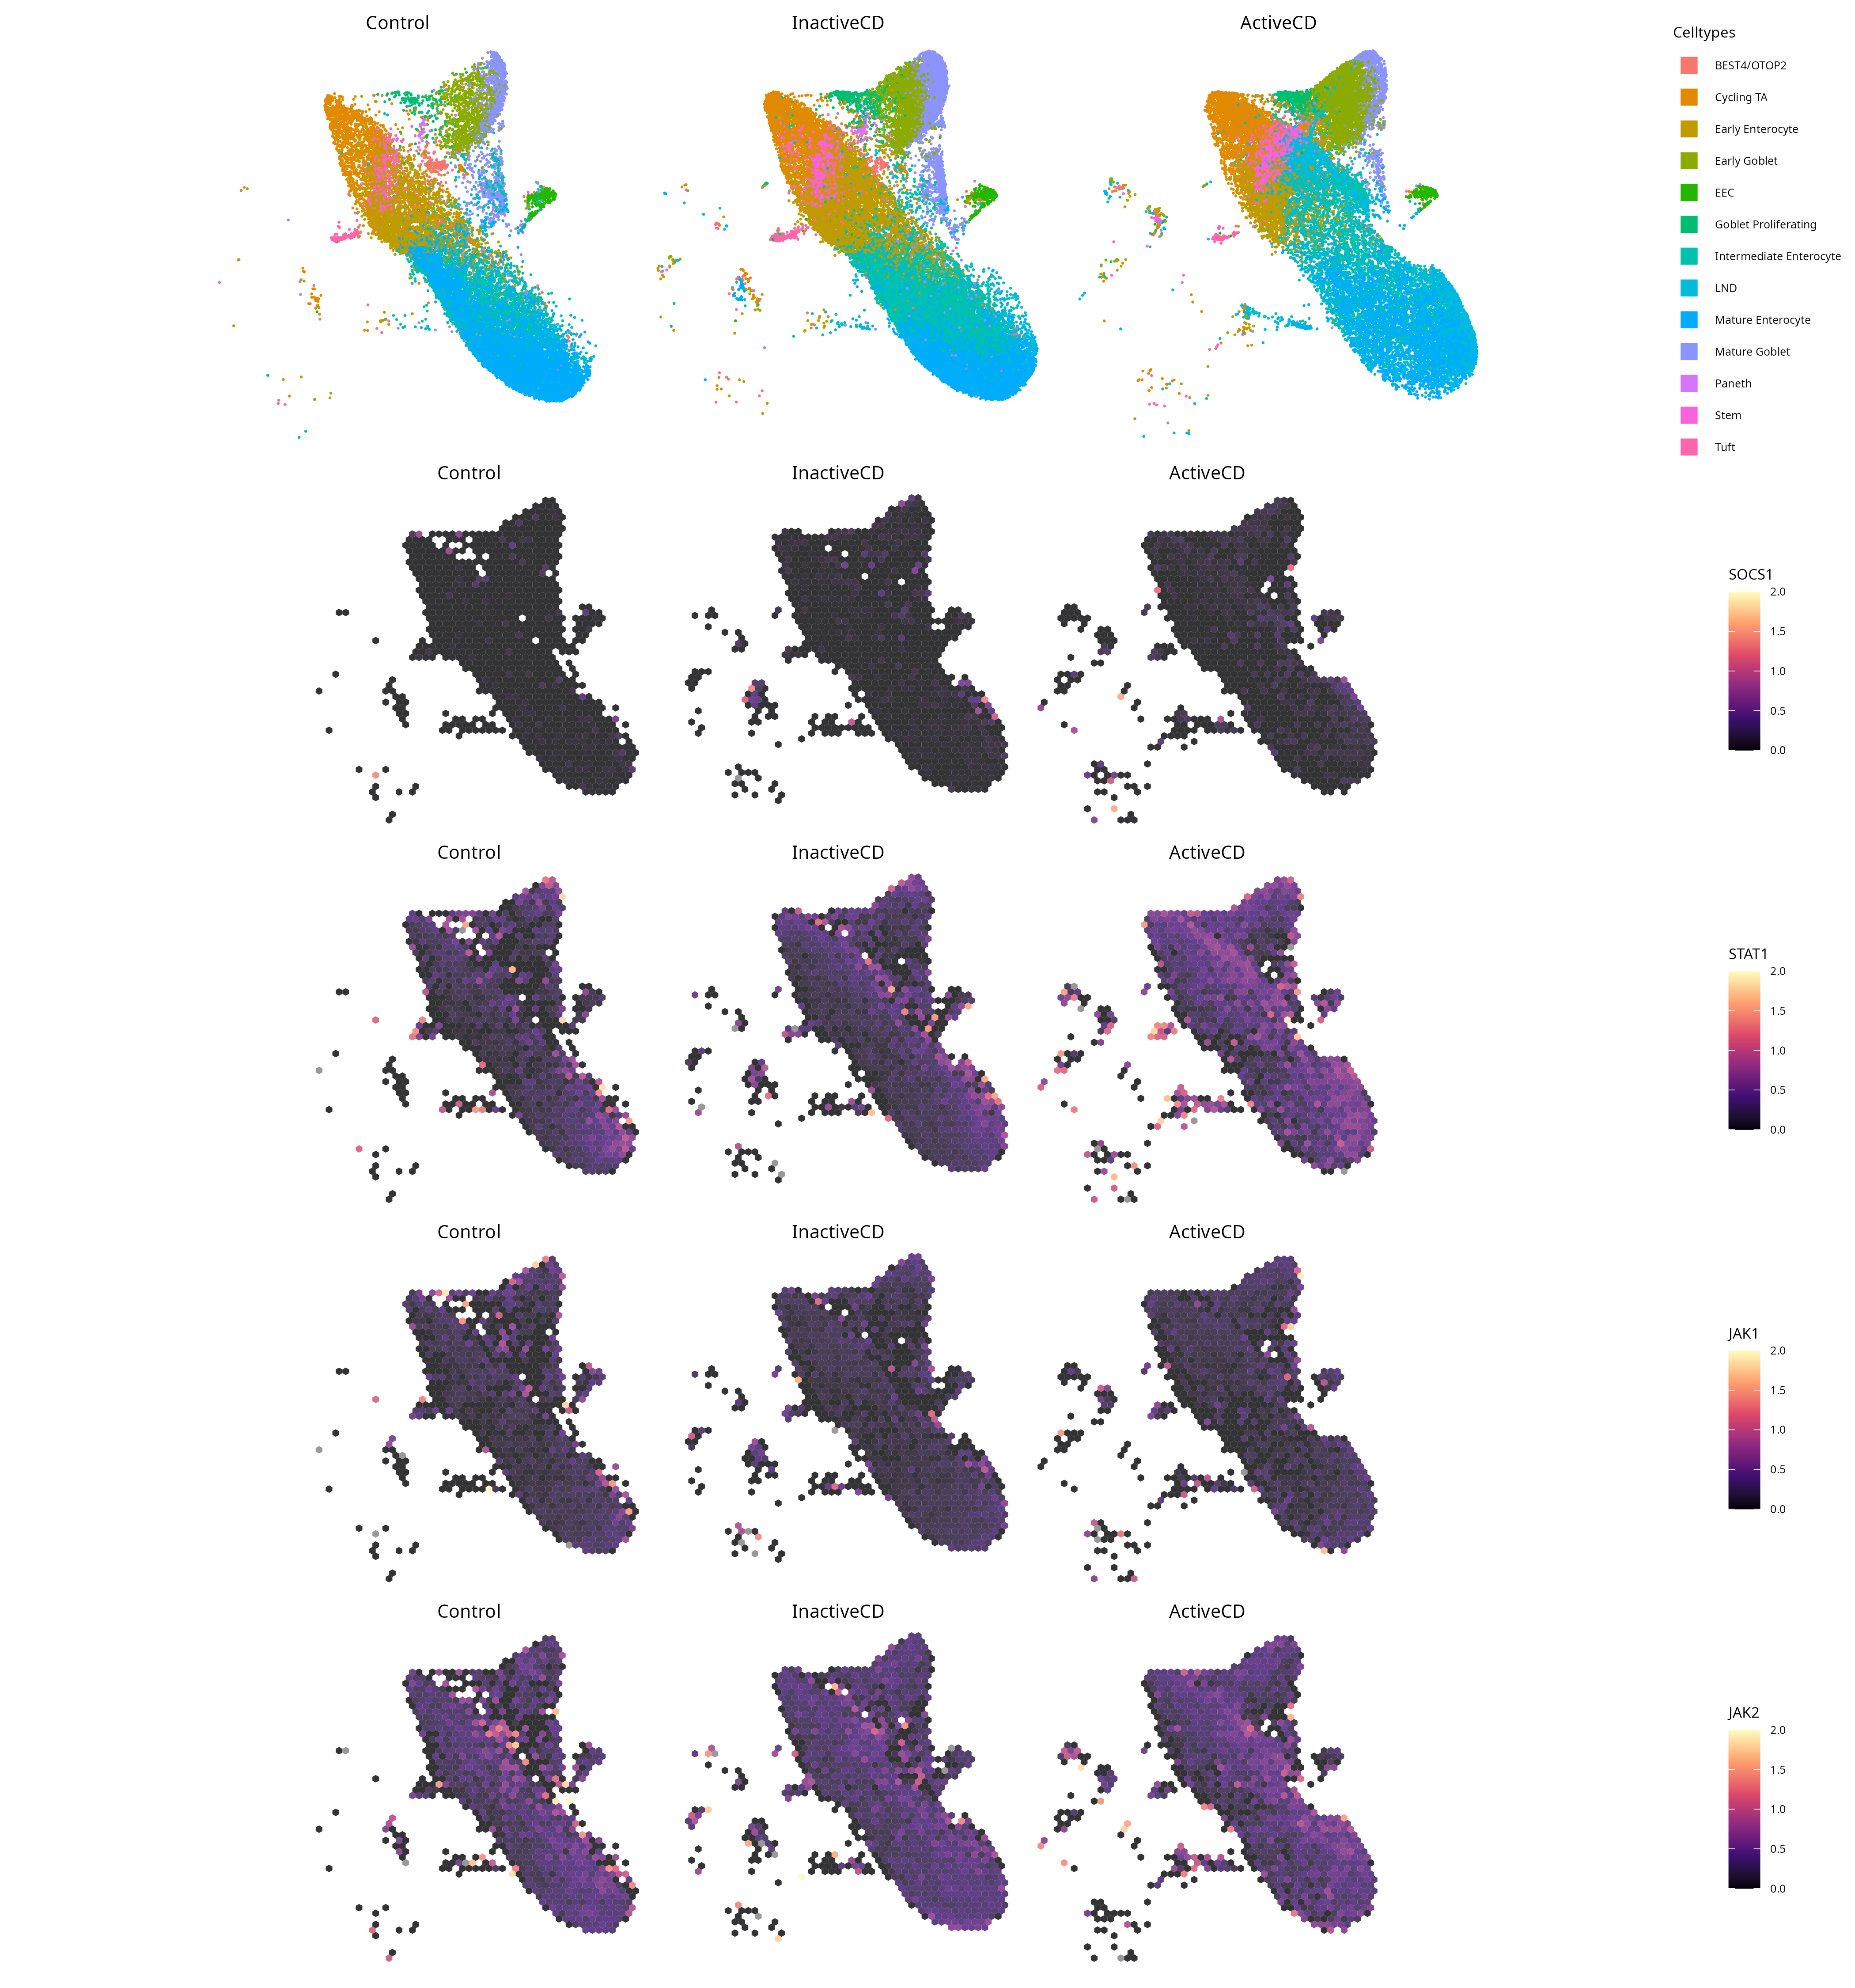 Control InactiveCD ActiveCD
Celltypes
BEST4/OTOP2
Cycling TA
Early Enterocyte
Early Goblet
EEC
Goblet Proliferating
Intermediate Enterocyte
LND
Mature Enterocyte
Mature Goblet
Paneth
Stem
Tuft
Control InactiveCD ActiveCD
SOCS1
2.0
1.5
1.0
0.5
0.0
Control InactiveCD ActiveCD
STAT1
2.0
1.5
1.0
0.5
0.0
Control InactiveCD ActiveCD
JAK1
2.0
1.5
1.0
0.5
0.0
Control InactiveCD ActiveCD
JAK2
2.0
1.5
1.0
0.5
0.0